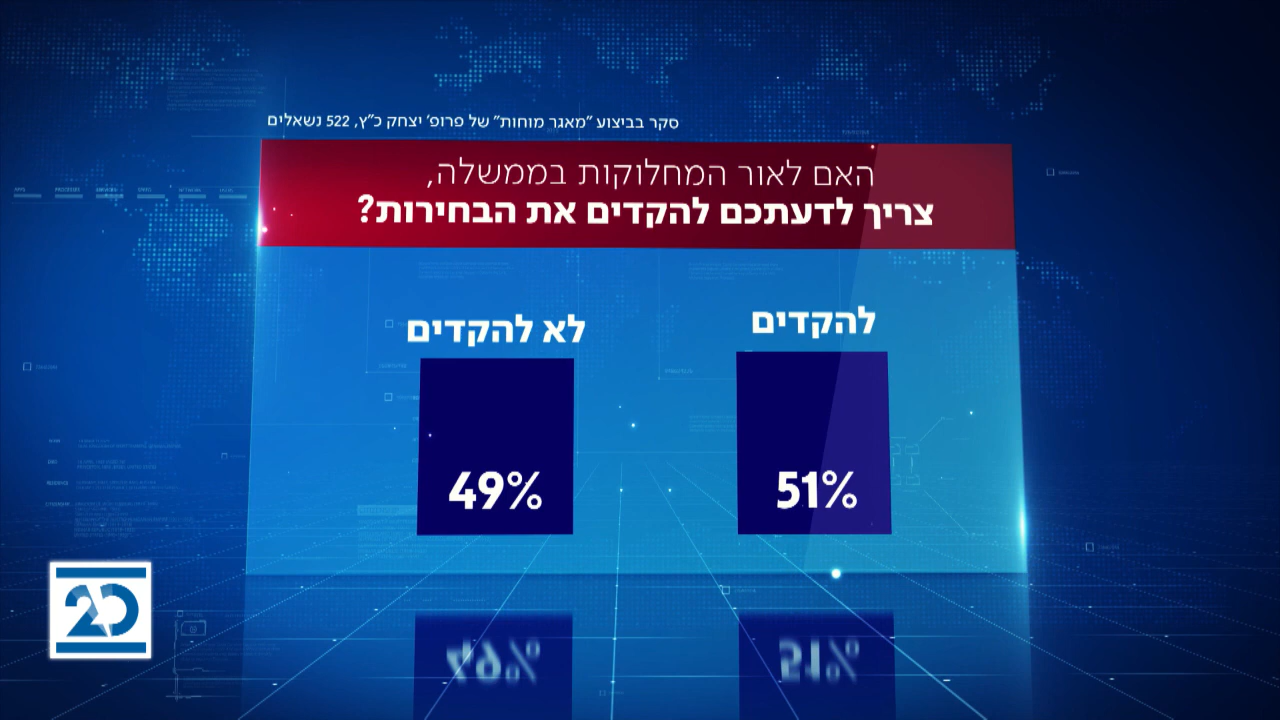 סקר בביצוע "מאגר מוחות" של פרופ' יצחק כ"ץ, 522 נשאלים
האם לאור המחלוקות בממשלה,
צריך לדעתכם להקדים את הבחירות?
להקדים
לא להקדים
51%
49%
20